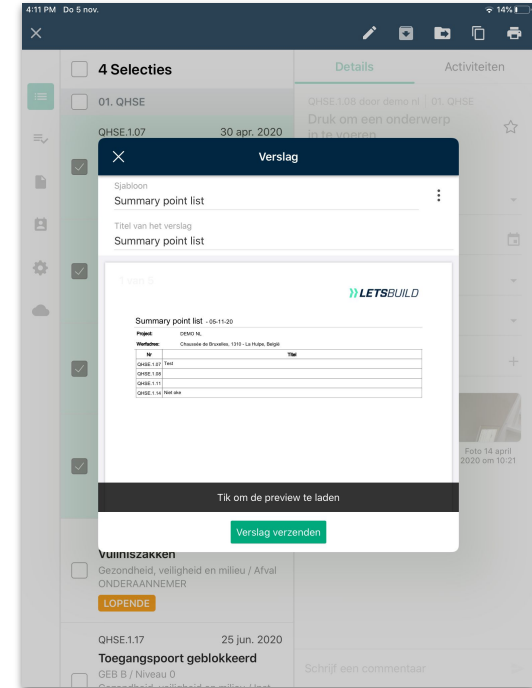 4:11 PM Do 5 nov.
14%
4 Selecties
Details
Activiteiten
01. QHSE
QHSE.1.08 door demo nl | 01. QHSE
Druk om een onderwerp
in te voeren
QHSE.1.07 30 apr. 2020
Verslag
Sjabloon
Summary point list
Titel van het verslag
Summary point list
1 van 5
LETSBUILD
Summary point list - 05-11-20
Project: DEMO NL
Werfadres: Chaussée de Bruxelles, 1310 - La Hulpe, België
Nr Titel
QHSE.1.07 Test
QHSE.1.08
QHSE.1.11
QHSE.1.14 Niet oke
Foto 14 april
2020 om 10:21
Tik om de preview te laden
Verslag verzenden
Vuilniszakken
Gezondheid, veiligheid en milieu / Afval
ONDERAANNEMER
LOPENDE
QHSE.1.17 25 jun. 2020
Toegangspoort geblokkeerd
GEB B / Niveau 0
Schrijf een commentaar